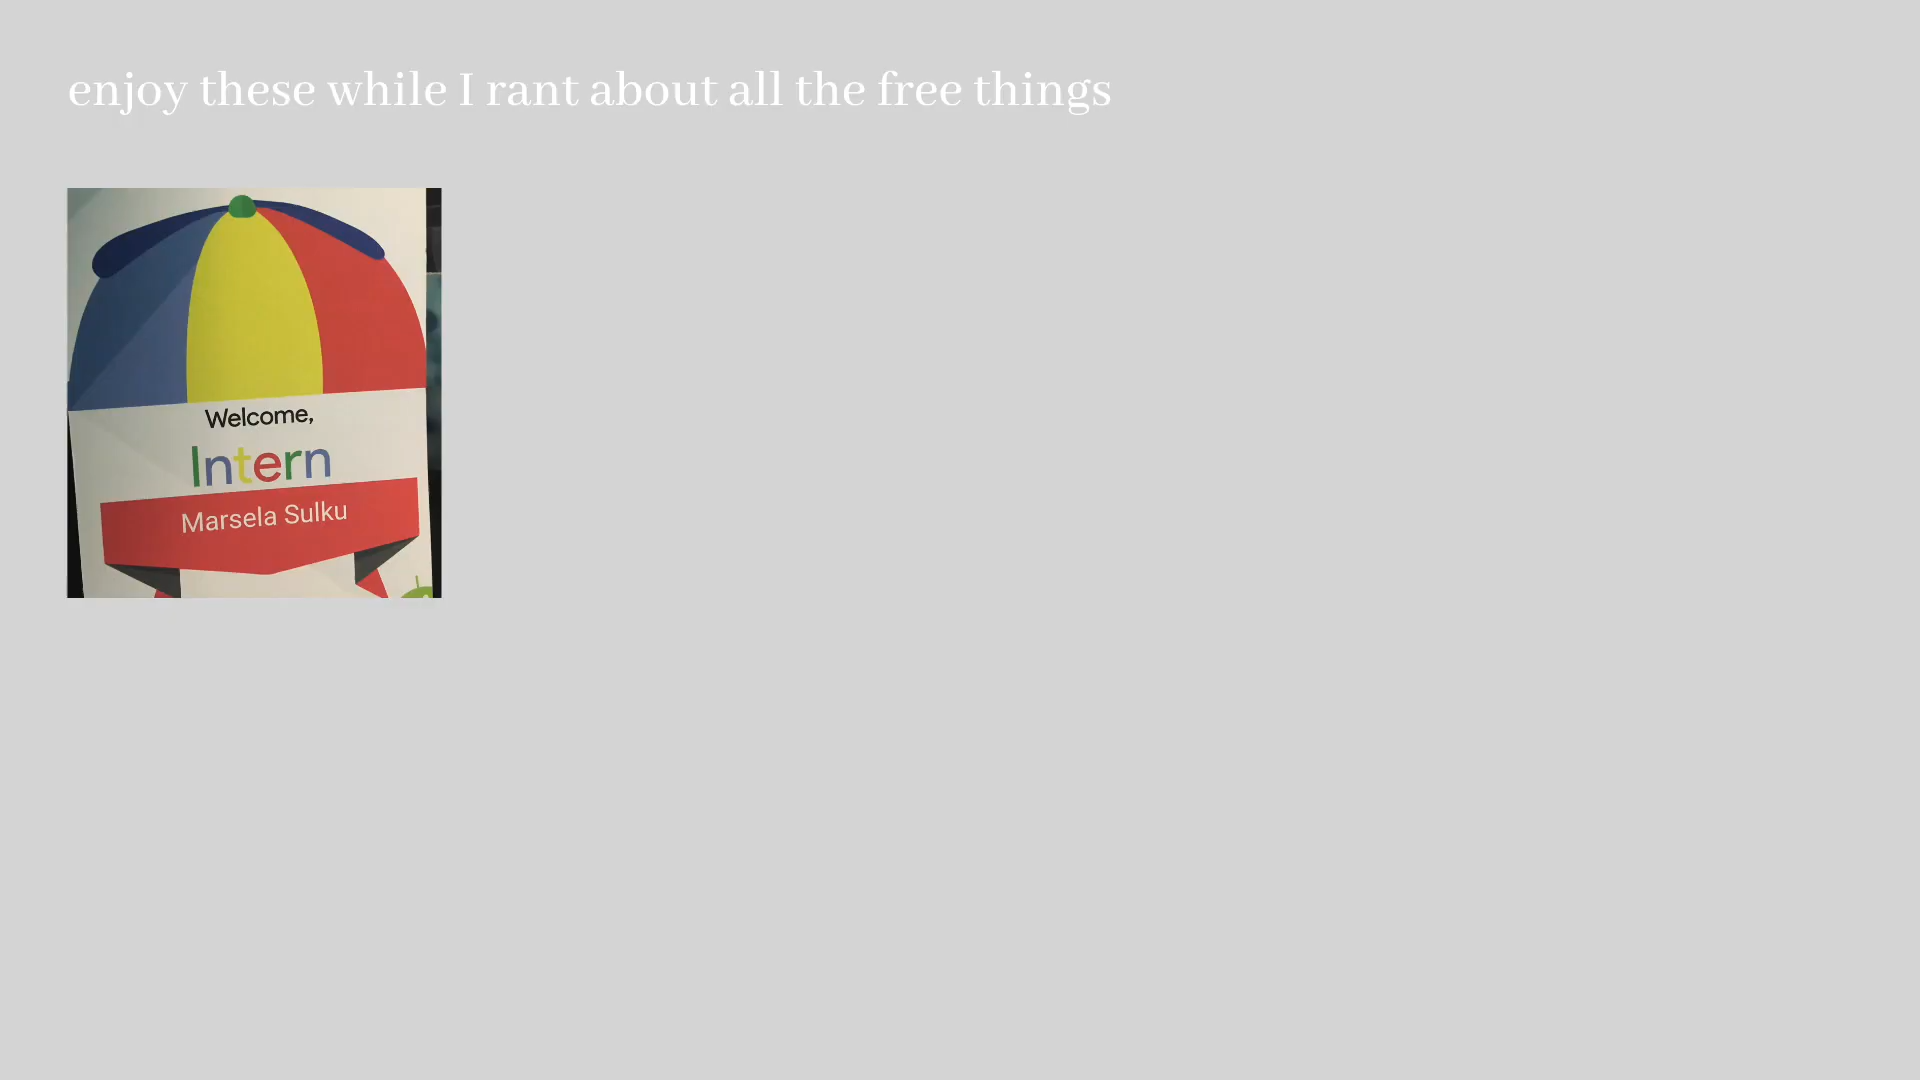 enjoy these while I rant about all the free things
Welcome,
Intern
Marsela Sulku